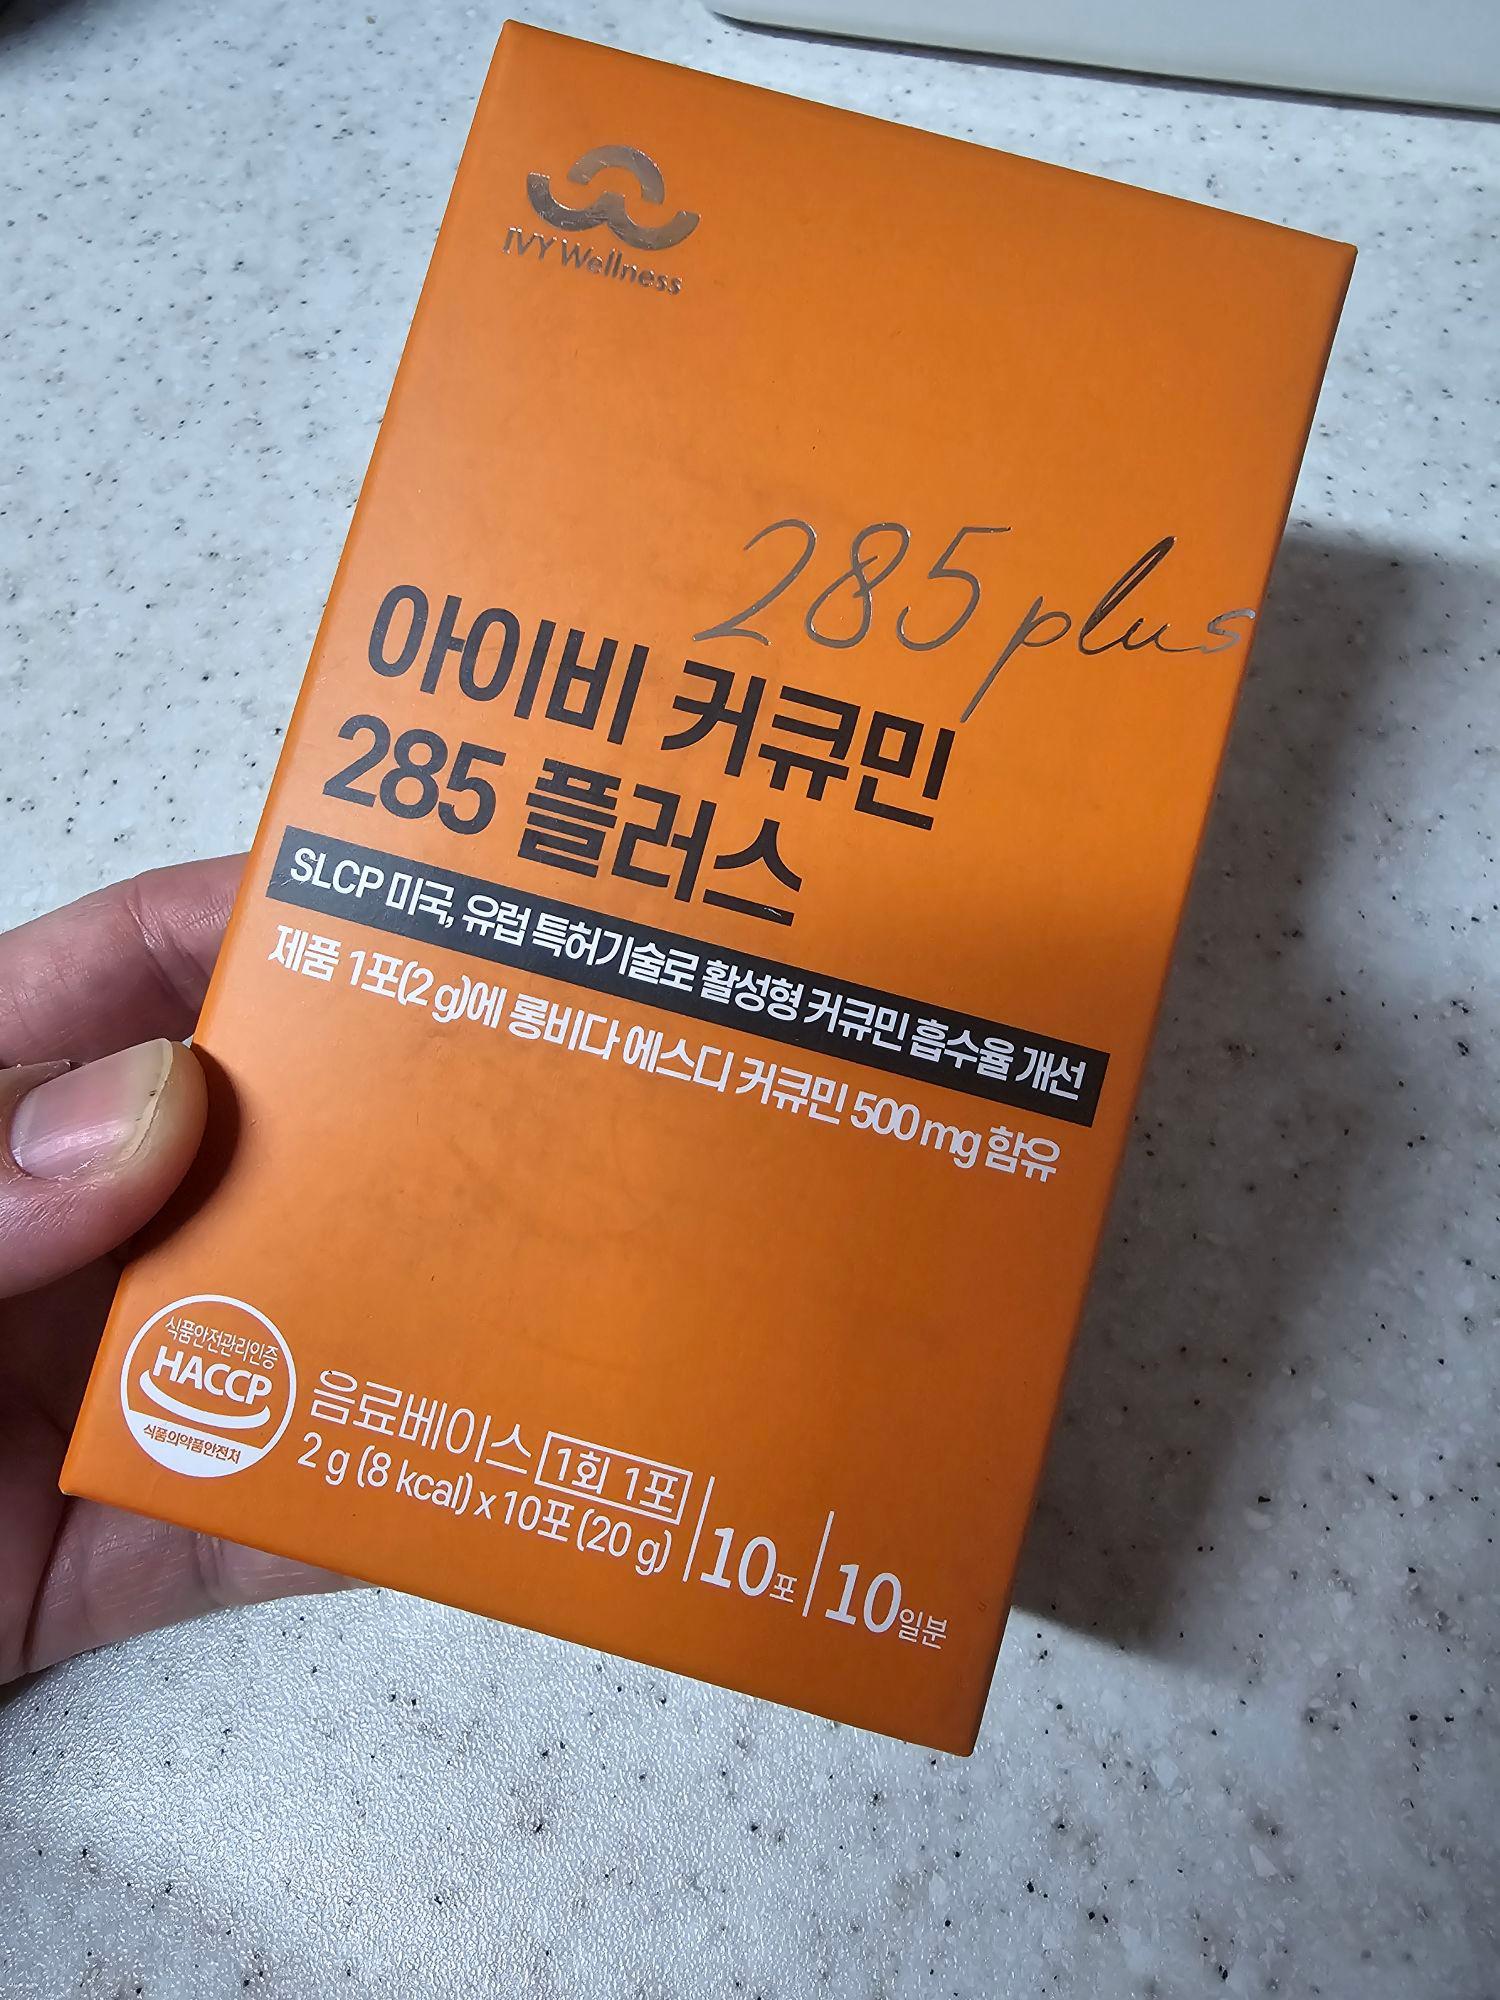 IVY Wellness
285 plus
아이비 커큐민
285 플러스
SLCP 미국, 유럽 특허기술로 활성형 커큐민 흡수율 개선
제품 1포(2 g)에 롱비다 에스디 커큐민 500 mg 함유
식품안전관리인증
HACCP
식품의약품안전처
음료베이스 1회 1포
2 g (8 kcal) x 10포 (20 g)
10포
10일분